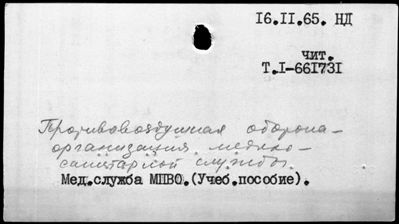 16.II.65. НД
чит.
Т.I-661731
Противовоздушная оборона-
организация медико-
санитарной службы.
Мед.служба МПВО.(Учеб.пособие).